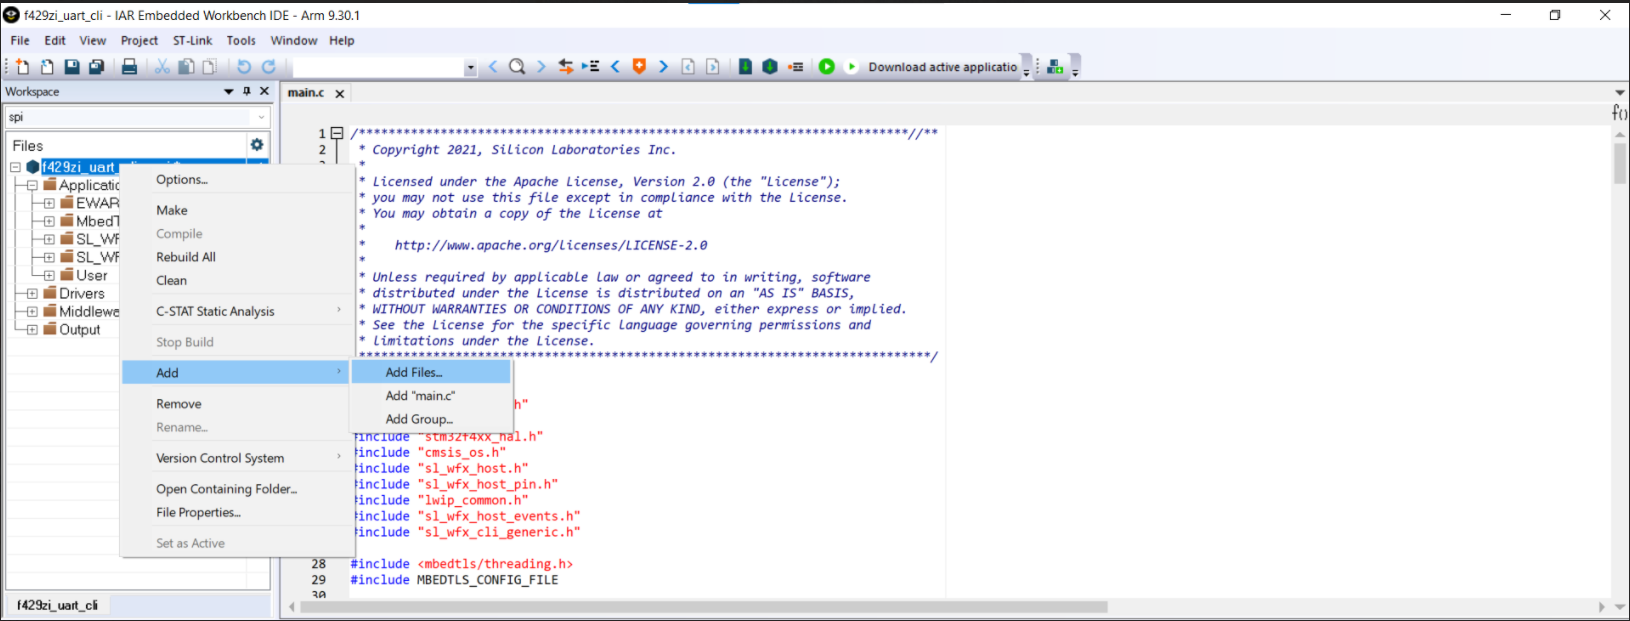 f429zi_uart_cli - IAR Embedded Workbench IDE - Arm 9.30.1
File Edit View Project ST-Link Tools Window Help
Download active applicatio
Workspace
main.c
spi
f()
Files
f429zi_uart_
Applicatio
EWAR
MbedT
SL_WF
SL_WF
User
Drivers
Middlewa
Output
f429zi_uart_cli
Options...
Make
Compile
Rebuild All
Clean
C-STAT Static Analysis
Stop Build
Add
Remove
Rename...
Version Control System
Open Containing Folder...
File Properties...
Set as Active
Add Files...
Add "main.c"
Add Group...
1 /**************************************************************************//**
2 * Copyright 2021, Silicon Laboratories Inc.
*
* Licensed under the Apache License, Version 2.0 (the "License");
* you may not use this file except in compliance with the License.
* You may obtain a copy of the License at
*
* http://www.apache.org/licenses/LICENSE-2.0
*
* Unless required by applicable law or agreed to in writing, software
* distributed under the License is distributed on an "AS IS" BASIS,
* WITHOUT WARRANTIES OR CONDITIONS OF ANY KIND, either express or implied.
* See the License for the specific language governing permissions and
* limitations under the License.
*****************************************************************************/
h"
#include "stm32f4xx_hal.h"
#include "cmsis_os.h"
#include "sl_wfx_host.h"
#include "sl_wfx_host_pin.h"
#include "lwip_common.h"
#include "sl_wfx_host_events.h"
#include "sl_wfx_cli_generic.h"
28 #include <mbedtls/threading.h>
29 #include MBEDTLS_CONFIG_FILE
30